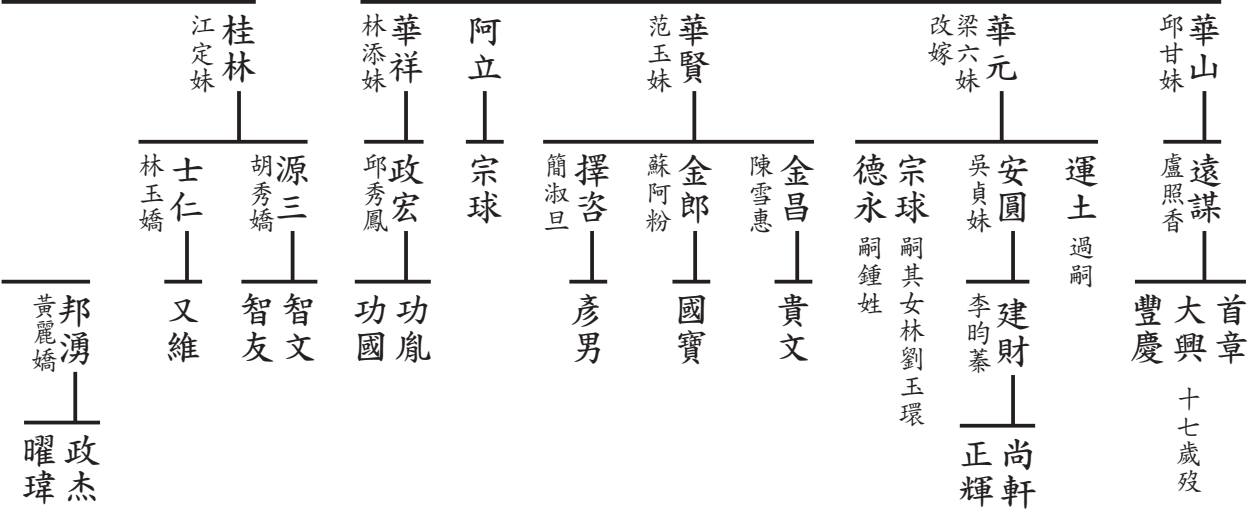 華山
邱甘妹
華元
梁六妹
改嫁
華賢
范玉妹
阿立
華祥
林添妹
桂林
江定妹
遠謀
盧照香
運土
過嗣
安圓
吳貞妹
宗球
嗣其女林劉玉環
德永
嗣鍾姓
金昌
陳雪惠
金郎
蘇阿粉
擇咨
簡淑旦
宗球
政宏
邱秀鳳
源三
胡秀嬌
士仁
林玉嬌
首章
大興
十七歲歿
豐慶
建財
李昀蓁
貴文
國寶
彥男
功胤
功國
智文
智友
又維
邦湧
黃麗嬌
尚軒
正輝
政杰
曜瑋